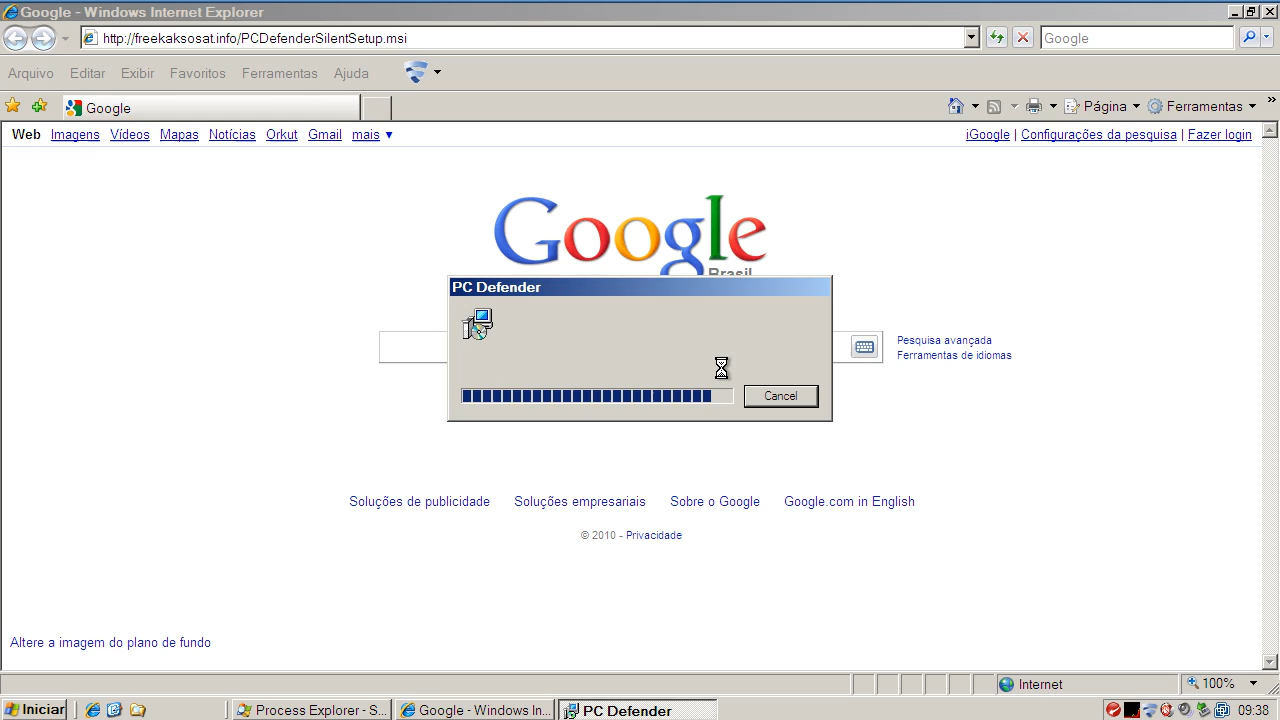 Google - Windows Internet Explorer
http://freekaksosat.info/PCDefenderSilentSetup.msi
Google
Arquivo Editar Exibir Favoritos Ferramentas Ajuda
Google
Página Ferramentas »
Web Imagens Vídeos Mapas Notícias Orkut Gmail mais ▼
iGoogle | Configurações da pesquisa | Fazer login
Google
Brasil
PC Defender
Cancel
Pesquisa avançada
Ferramentas de idiomas
Soluções de publicidade Soluções empresariais Sobre o Google Google.com in English
© 2010 - Privacidade
Altere a imagem do plano de fundo
Internet 100%
Iniciar Process Explorer - S... Google - Windows In... PC Defender 09:38